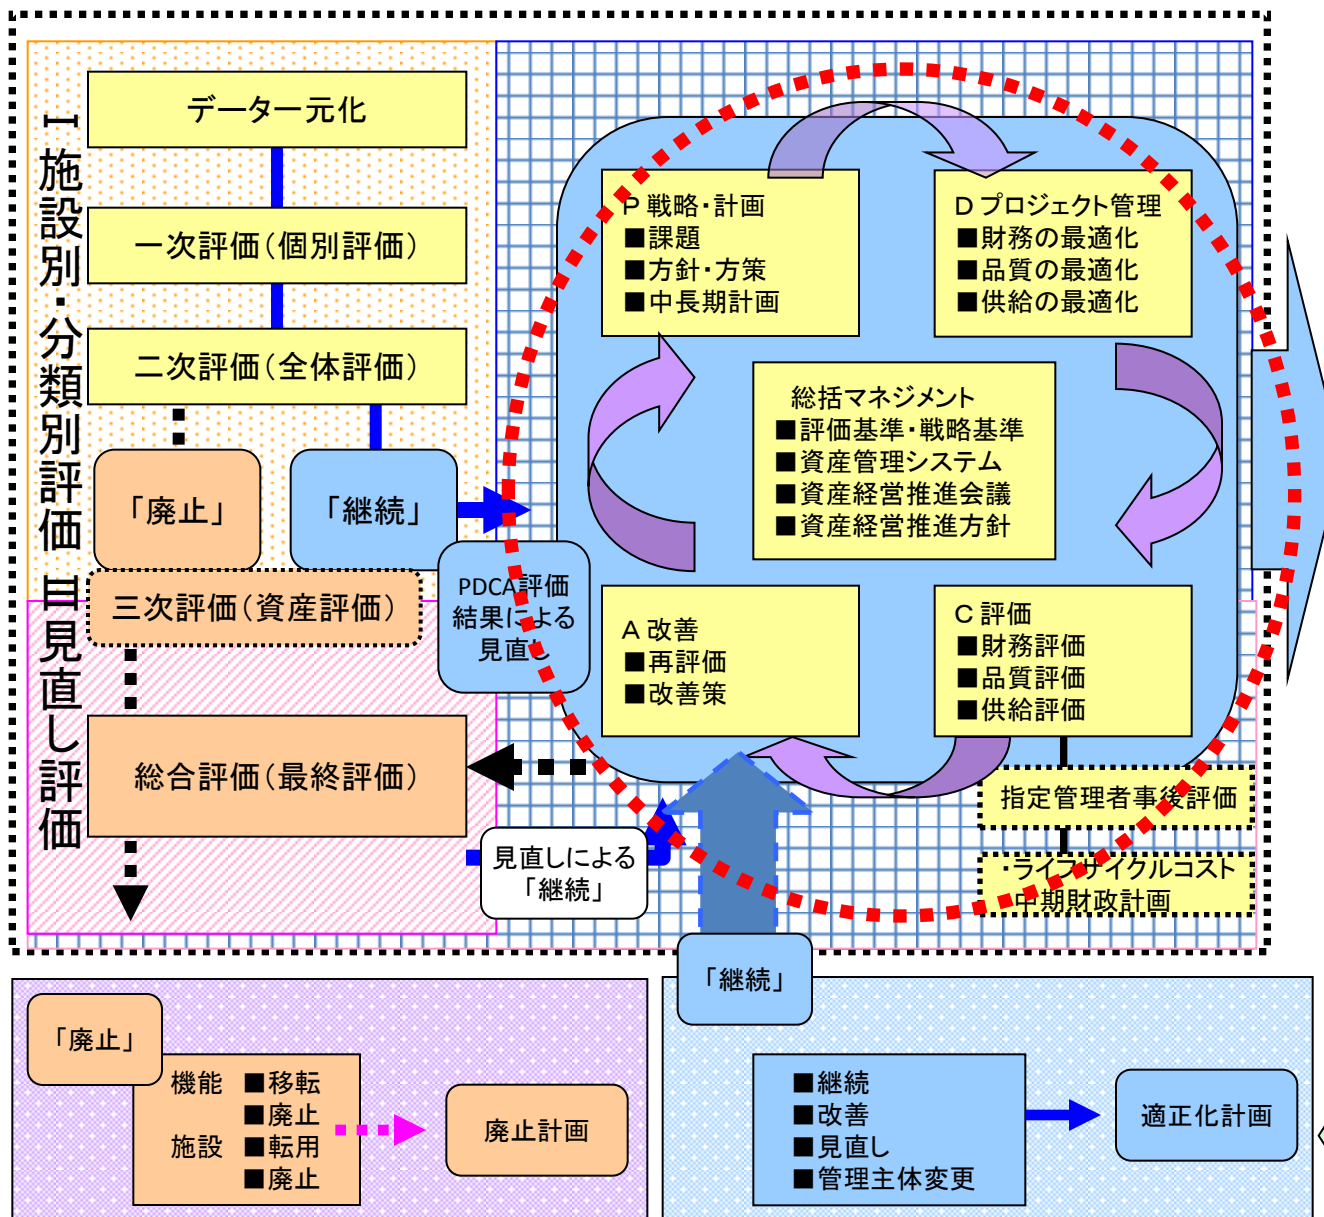 Ⅰ施設別・分類別評価
Ⅲ見直し評価
データ一元化
一次評価（個別評価）
二次評価（全体評価）
「廃止」
「継続」
三次評価（資産評価）
総合評価（最終評価）
PDCA評価
結果による
見直し
見直しによる
「継続」
P 戦略・計画
■課題
■方針・方策
■中長期計画
D プロジェクト管理
■財務の最適化
■品質の最適化
■供給の最適化
総括マネジメント
■評価基準・戦略基準
■資産管理システム
■資産経営推進会議
■資産経営推進方針
A 改善
■再評価
■改善策
C 評価
■財務評価
■品質評価
■供給評価
指定管理者事後評価
・ライフサイクルコスト
・中期財政計画
「廃止」
機能 ■移転
■廃止
施設 ■転用
■廃止
廃止計画
「継続」
■継続
■改善
■見直し
■管理主体変更
適正化計画